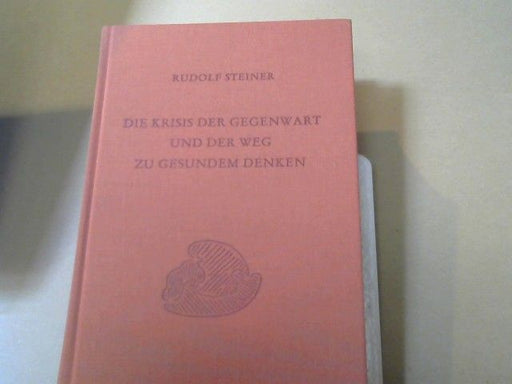 RUDOLF STEINER
DIE KRISIS DER GEGENWART
UND DER WEG
ZU GESUNDEM DENKEN